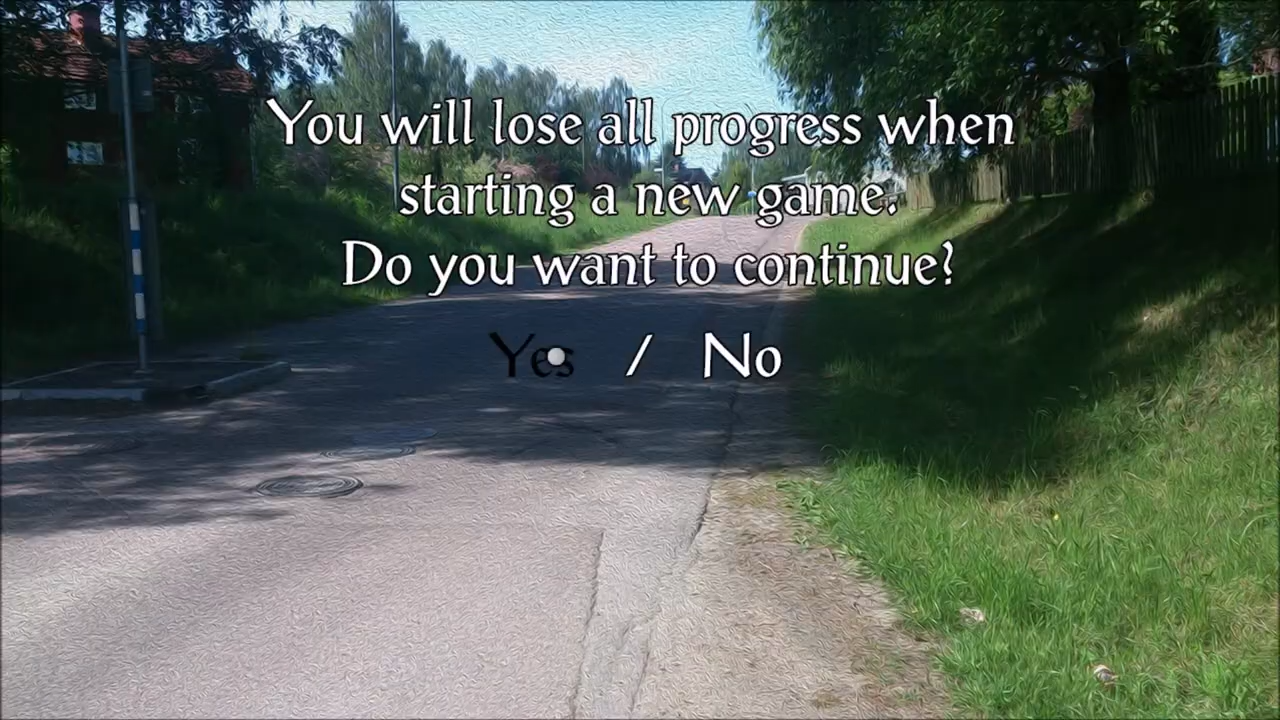 You will lose all progress when
starting a new game.
Do you want to continue?
Yes / No